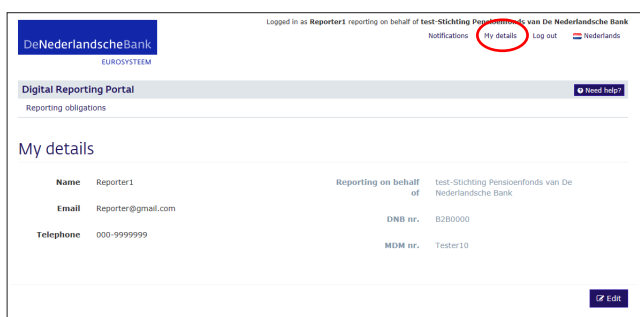 Logged in as Reporter1 reporting on behalf of test-Stichting Pensioenfonds van De Nederlandsche Bank
Notifications My details Log out Nederlands
DeNederlandscheBank
EUROSYSTEEM
Digital Reporting Portal
Need help?
Reporting obligations
My details
Name Reporter1
Email Reporter@gmail.com
Telephone 000-9999999
Reporting on behalf of test-Stichting Pensioenfonds van De
Nederlandsche Bank
DNB nr. B2B0000
MDM nr. Tester10
Edit